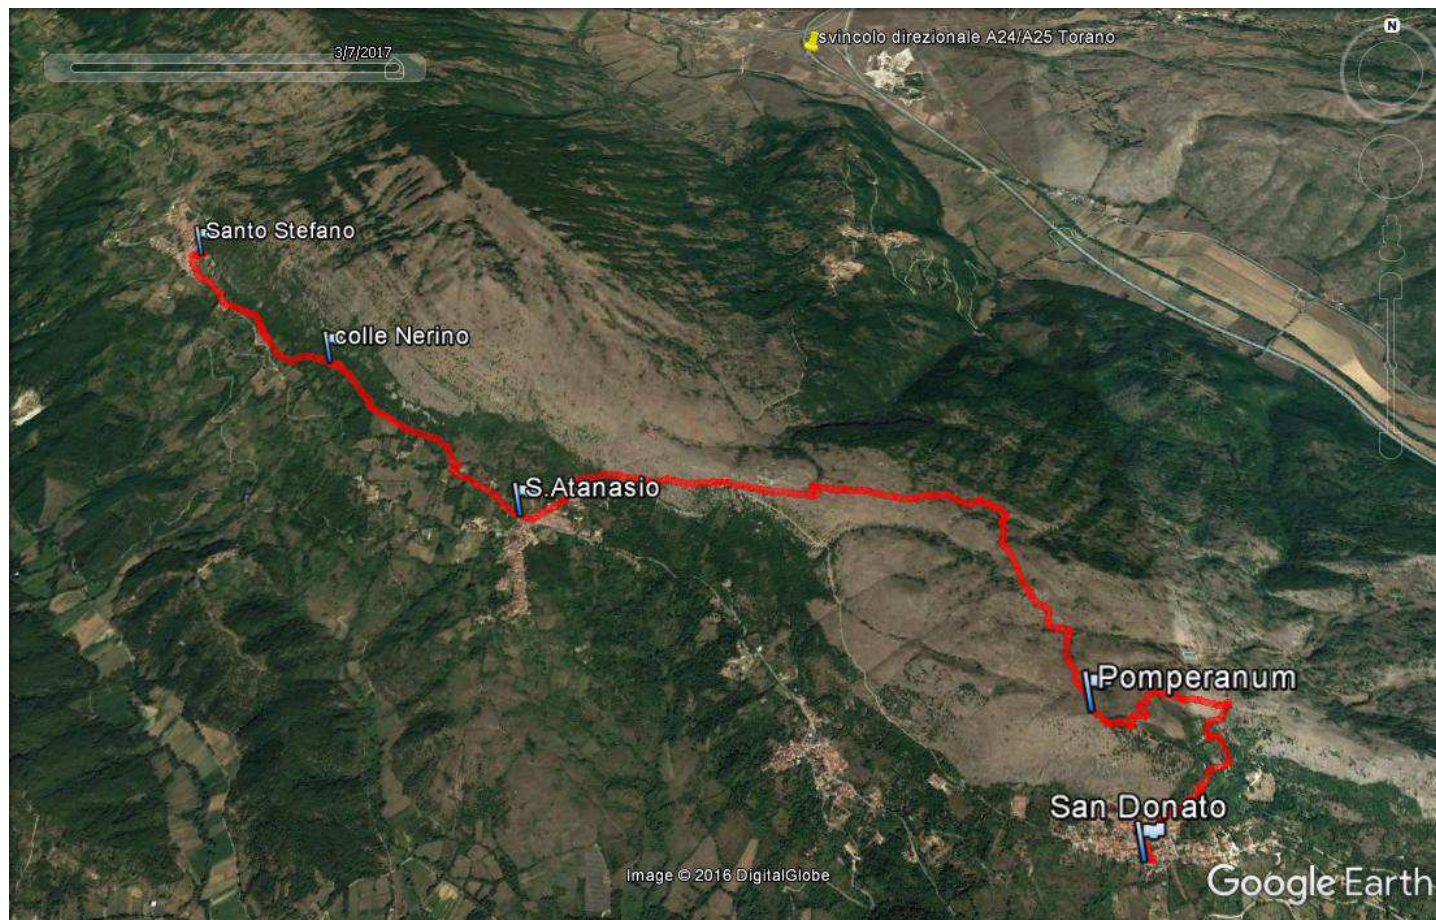 svincolo direzionale A24/A25 Torano
N
3/7/2017
Santo Stefano
colle Nerino
S.Atanasio
Pomperanum
San Donato
Image © 2016 DigitalGlobe
Google Earth